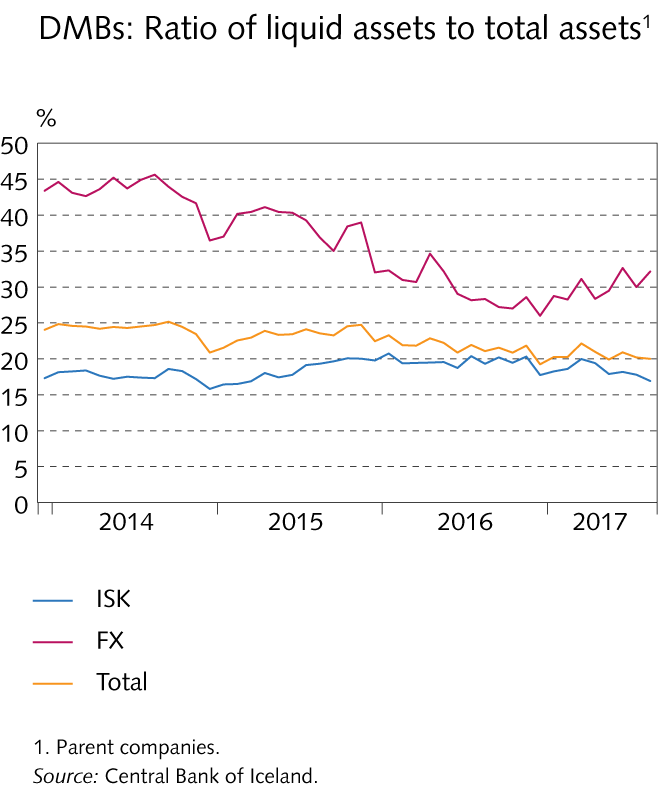 DMBs: Ratio of liquid assets to total assets¹
%
50
45
40
35
30
25
20
15
10
5
0
2014 2015 2016 2017
ISK
FX
Total
1. Parent companies.
Source: Central Bank of Iceland.